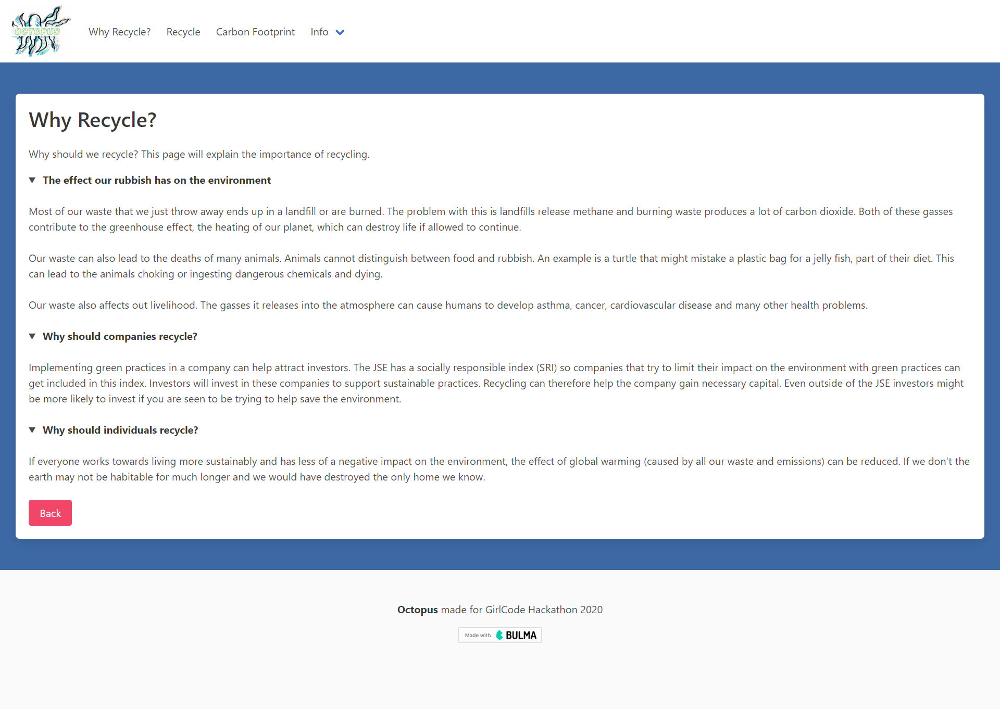 OCTOPUS
Why Recycle?
Recycle
Carbon Footprint
Info
Why Recycle?
Why should we recycle? This page will explain the importance of recycling.
The effect our rubbish has on the environment
Most of our waste that we just throw away ends up in a landfill or are burned. The problem with this is landfills release methane and burning waste produces a lot of carbon dioxide. Both of these gasses
contribute to the greenhouse effect, the heating of our planet, which can destroy life if allowed to continue.
Our waste can also lead to the deaths of many animals. Animals cannot distinguish between food and rubbish. An example is a turtle that might mistake a plastic bag for a jelly fish, part of their diet. This
can lead to the animals choking or ingesting dangerous chemicals and dying.
Our waste also affects out livelihood. The gasses it releases into the atmosphere can cause humans to develop asthma, cancer, cardiovascular disease and many other health problems.
Why should companies recycle?
Implementing green practices in a company can help attract investors. The JSE has a socially responsible index (SRI) so companies that try to limit their impact on the environment with green practices can
get included in this index. Investors will invest in these companies to support sustainable practices. Recycling can therefore help the company gain necessary capital. Even outside of the JSE investors might
be more likely to invest if you are seen to be trying to help save the environment.
Why should individuals recycle?
If everyone works towards living more sustainably and has less of a negative impact on the environment, the effect of global warming (caused by all our waste and emissions) can be reduced. If we don’t the
earth may not be habitable for much longer and we would have destroyed the only home we know.
Back
Octopus made for GirlCode Hackathon 2020
Made with BULMA